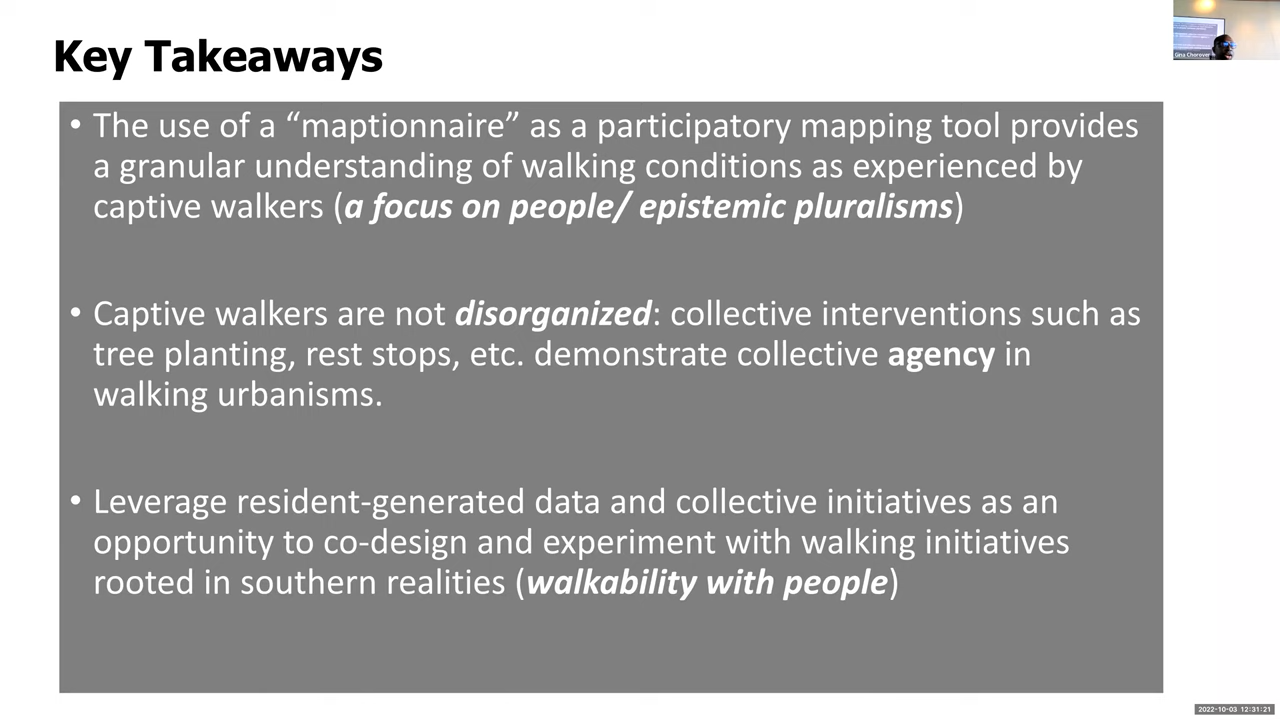 Key Takeaways
Gina Chorover
• The use of a “maptionnaire” as a participatory mapping tool provides
a granular understanding of walking conditions as experienced by
captive walkers (a focus on people/ epistemic pluralisms)
• Captive walkers are not disorganized: collective interventions such as
tree planting, rest stops, etc. demonstrate collective agency in
walking urbanisms.
• Leverage resident-generated data and collective initiatives as an
opportunity to co-design and experiment with walking initiatives
rooted in southern realities (walkability with people)
2022-10-03 12:31:21